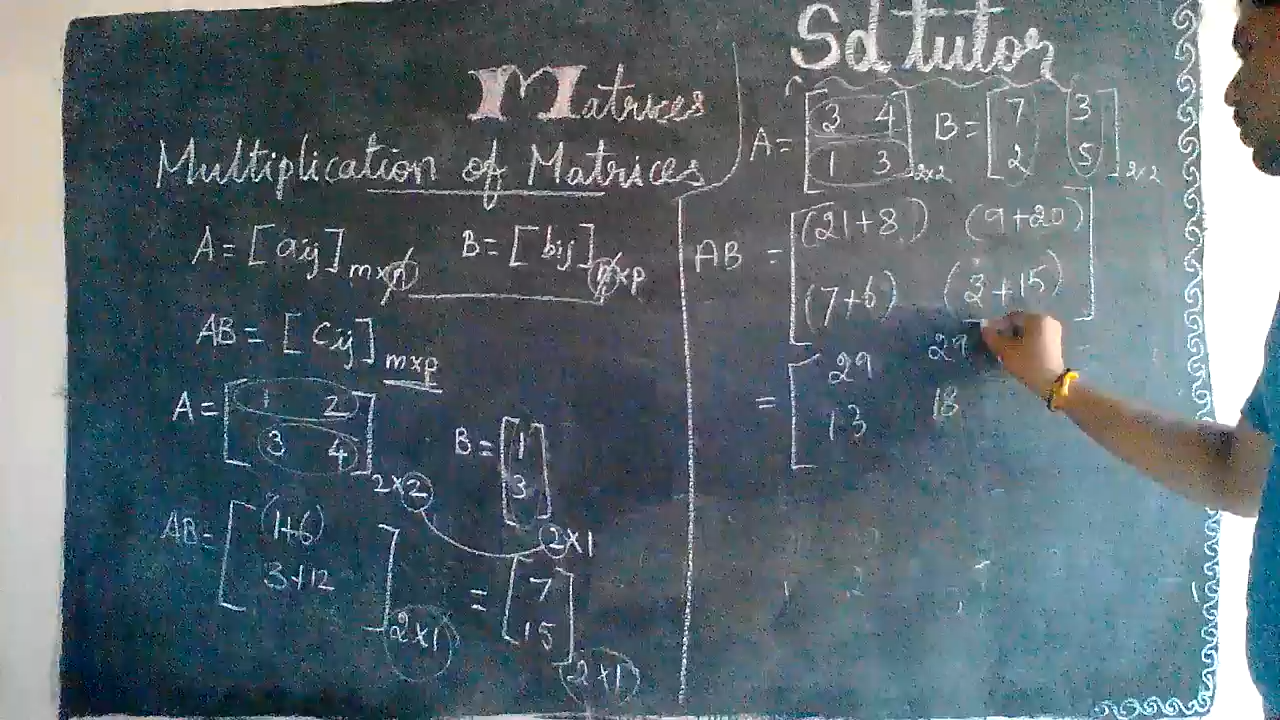 Sd tutor
Matrices
Multiplication of Matrices
A = [aij] m×n B = [bij] n×p
AB = [Cij] m×p
A = [1 2
3 4] 2×2
B = [1
3] 2×1
AB = [(1+6)
3+12] 2×1
= [7
15] 2×1
A = [3 4
1 3] 2×2
B = [7 3
2 5] 2×2
AB = [(21+8) (9+20)
(7+6) (3+15)]
= [29 29
13 18